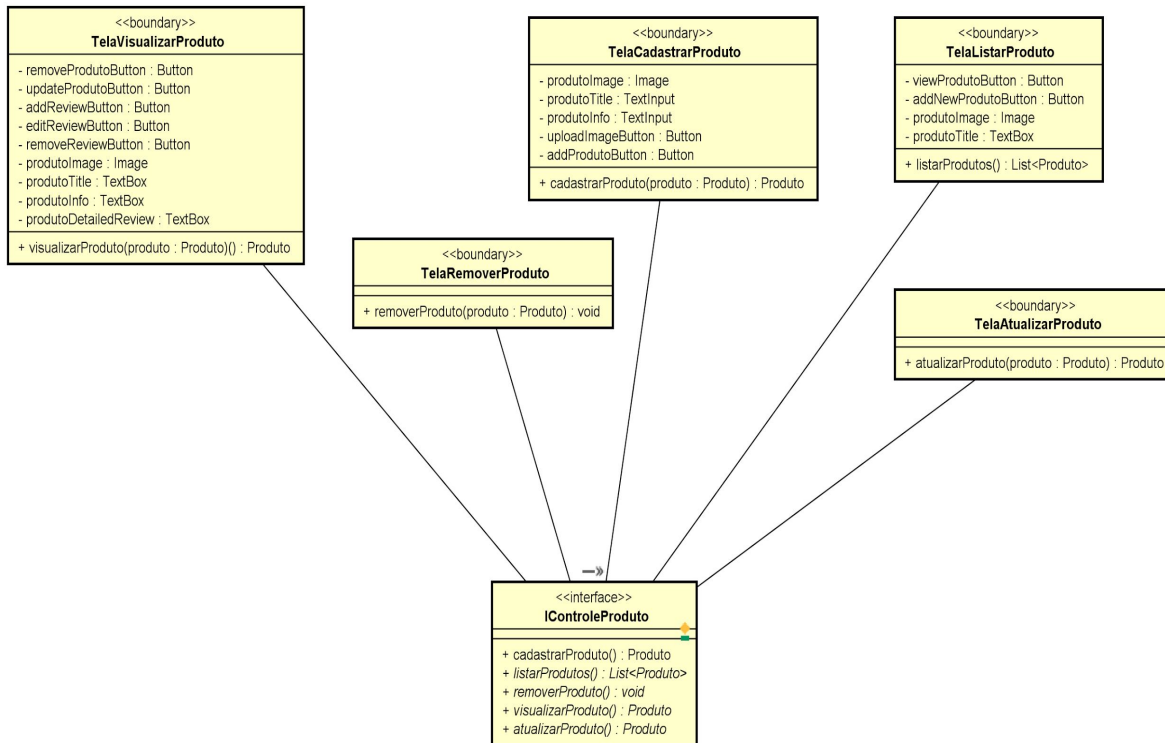 <<boundary>>
TelaVisualizarProduto
- removeProdutoButton : Button
- updateProdutoButton : Button
- addReviewButton : Button
- editReviewButton : Button
- removeReviewButton : Button
- produtoImage : Image
- produtoTitle : TextBox
- produtoInfo : TextBox
- produtoDetailedReview : TextBox
+ visualizarProduto(produto : Produto)() : Produto
<<boundary>>
TelaCadastrarProduto
- produtoImage : Image
- produtoTitle : TextInput
- produtoInfo : TextInput
- uploadImageButton : Button
- addProdutoButton : Button
+ cadastrarProduto(produto : Produto) : Produto
<<boundary>>
TelaListarProduto
- viewProdutoButton : Button
- addNewProdutoButton : Button
- produtoImage : Image
- produtoTitle : TextBox
+ listarProdutos() : List<Produto>
<<boundary>>
TelaRemoverProduto
+ removerProduto(produto : Produto) : void
<<boundary>>
TelaAtualizarProduto
+ atualizarProduto(produto : Produto) : Produto
<<interface>>
IControleProduto
+ cadastrarProduto() : Produto
+ listarProdutos() : List<Produto>
+ removerProduto() : void
+ visualizarProduto() : Produto
+ atualizarProduto() : Produto